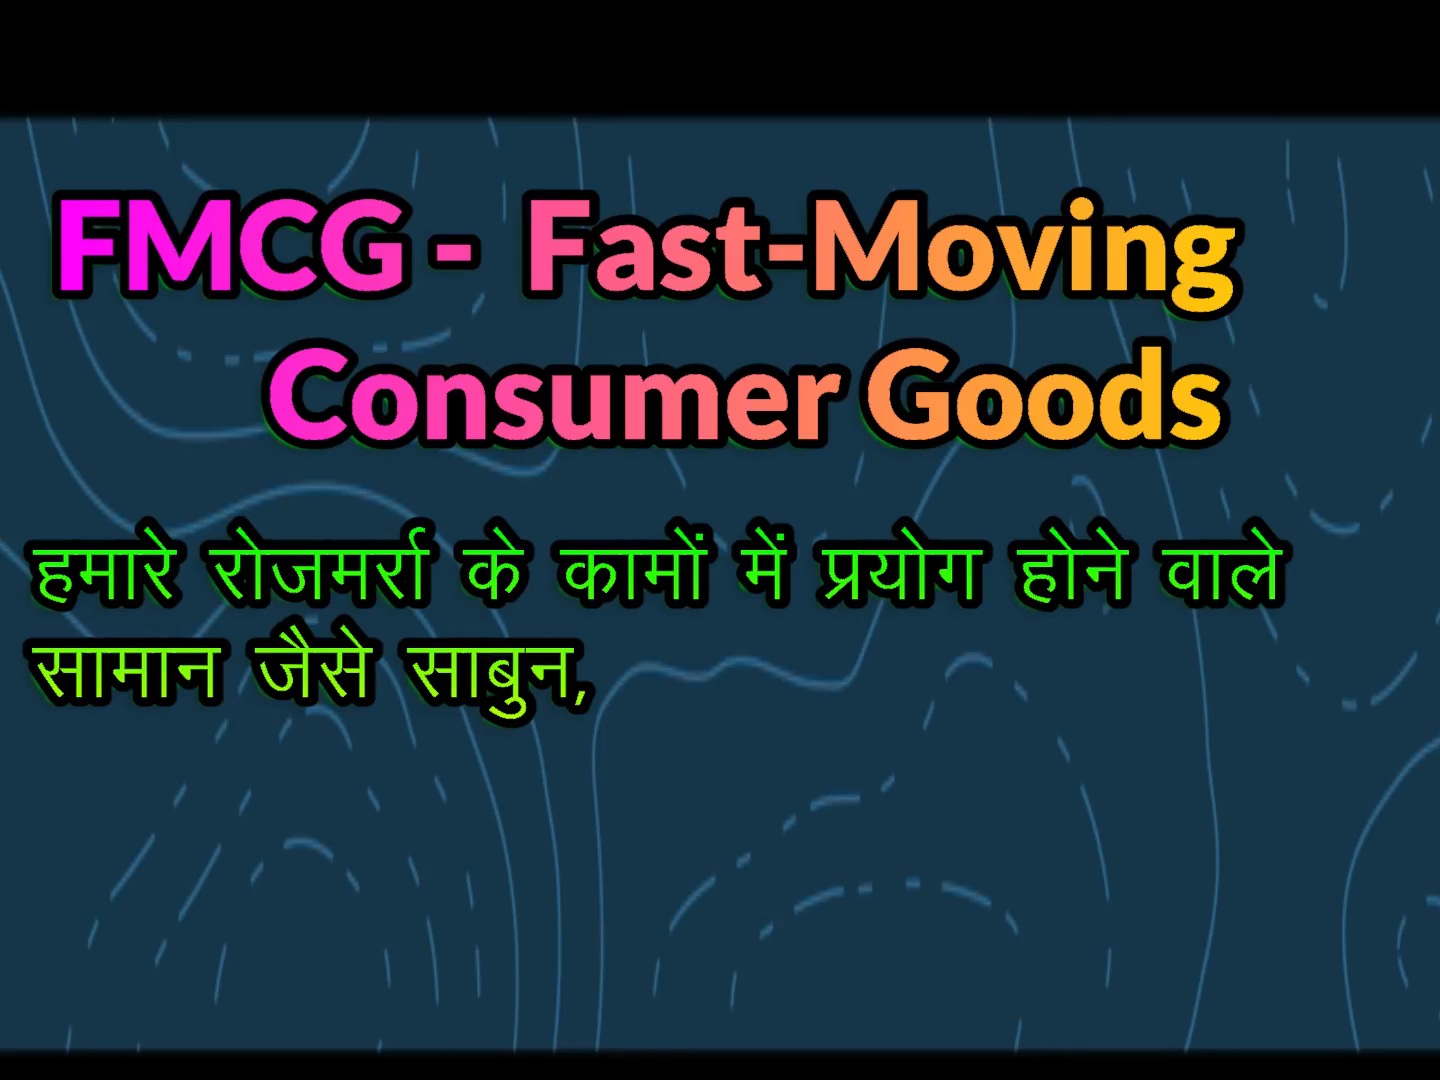 FMCG - Fast-Moving
Consumer Goods
हमारे रोजमर्रा के कामों में प्रयोग होने वाले
सामान जैसे साबुन,